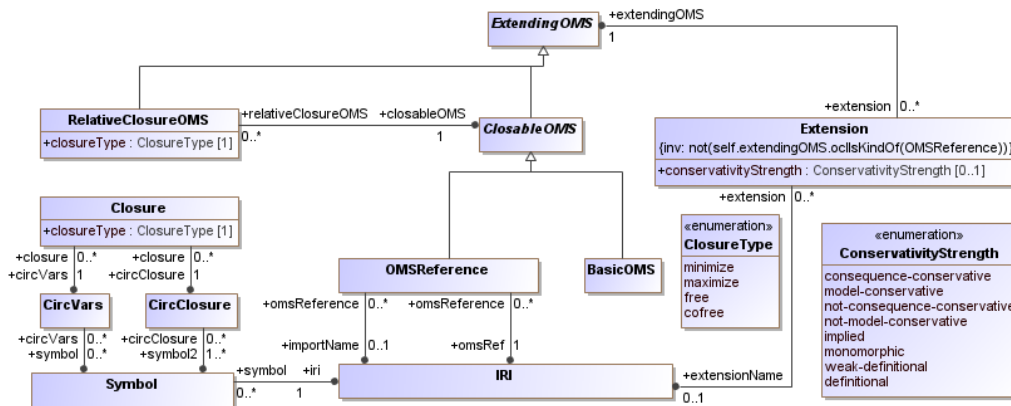 ExtendingOMS
+extendingOMS
1
RelativeClosureOMS
+closureType : ClosureType [1]
+relativeClosureOMS
+closableOMS
0..*
1
ClosableOMS
+extension
0..*
Extension
{inv: not(self.extendingOMS.oclIsKindOf(OMSReference))}
+conservativityStrength : ConservativityStrength [0..1]
+extension
0..*
Closure
+closureType : ClosureType [1]
+closure
0..*
+closure
0..*
+circVars
1
+circClosure
1
CircVars
CircClosure
+circVars
0..*
+circClosure
0..*
+symbol
0..*
+symbol2
1..*
Symbol
+symbol
+iri
0..*
1
OMSReference
BasicOMS
+omsReference
0..*
+omsReference
0..*
+importName
0..1
+omsRef
1
IRI
+extensionName
0..1
«enumeration»
ClosureType
minimize
maximize
free
cofree
«enumeration»
ConservativityStrength
consequence-conservative
model-conservative
not-consequence-conservative
not-model-conservative
implied
monomorphic
weak-definitional
definitional